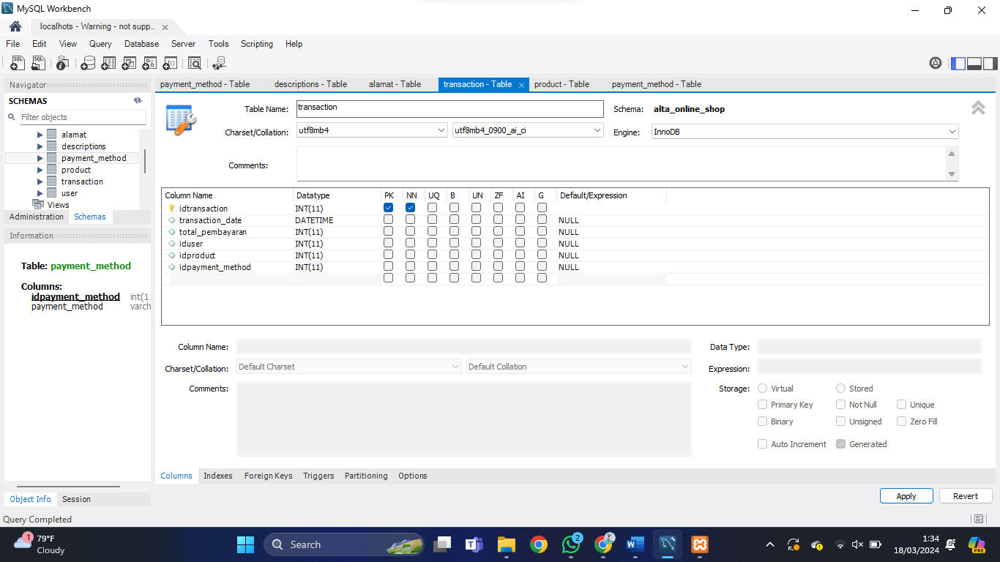 MySQL Workbench
localhots - Warning - not supp...
File Edit View Query Database Server Tools Scripting Help
Navigator
SCHEMAS
Filter objects
alamat
descriptions
payment_method
product
transaction
user
Views
Administration Schemas
Information
Table: payment_method
Columns:
idpayment_method int(1
payment_method varch
Object Info Session
Query Completed
payment_method - Table descriptions - Table alamat - Table transaction - Table product - Table payment_method - Table
Table Name: transaction Schema: alta_online_shop
Charset/Collation: utf8mb4 utf8mb4_0900_ai_ci Engine: InnoDB
Comments:
Column Name Datatype PK NN UQ B UN ZF AI G Default/Expression
idtransaction INT(11)
transaction_date DATETIME NULL
total_pembayaran INT(11) NULL
iduser INT(11) NULL
idproduct INT(11) NULL
idpayment_method INT(11) NULL
Column Name: Data Type:
Charset/Collation: Default Charset Default Collation Expression:
Comments: Storage: Virtual Stored
Primary Key Not Null Unique
Binary Unsigned Zero Fill
Auto Increment Generated
Columns Indexes Foreign Keys Triggers Partitioning Options
Apply Revert
1 79°F
Cloudy
Search
2
1:34
18/03/2024
PRE